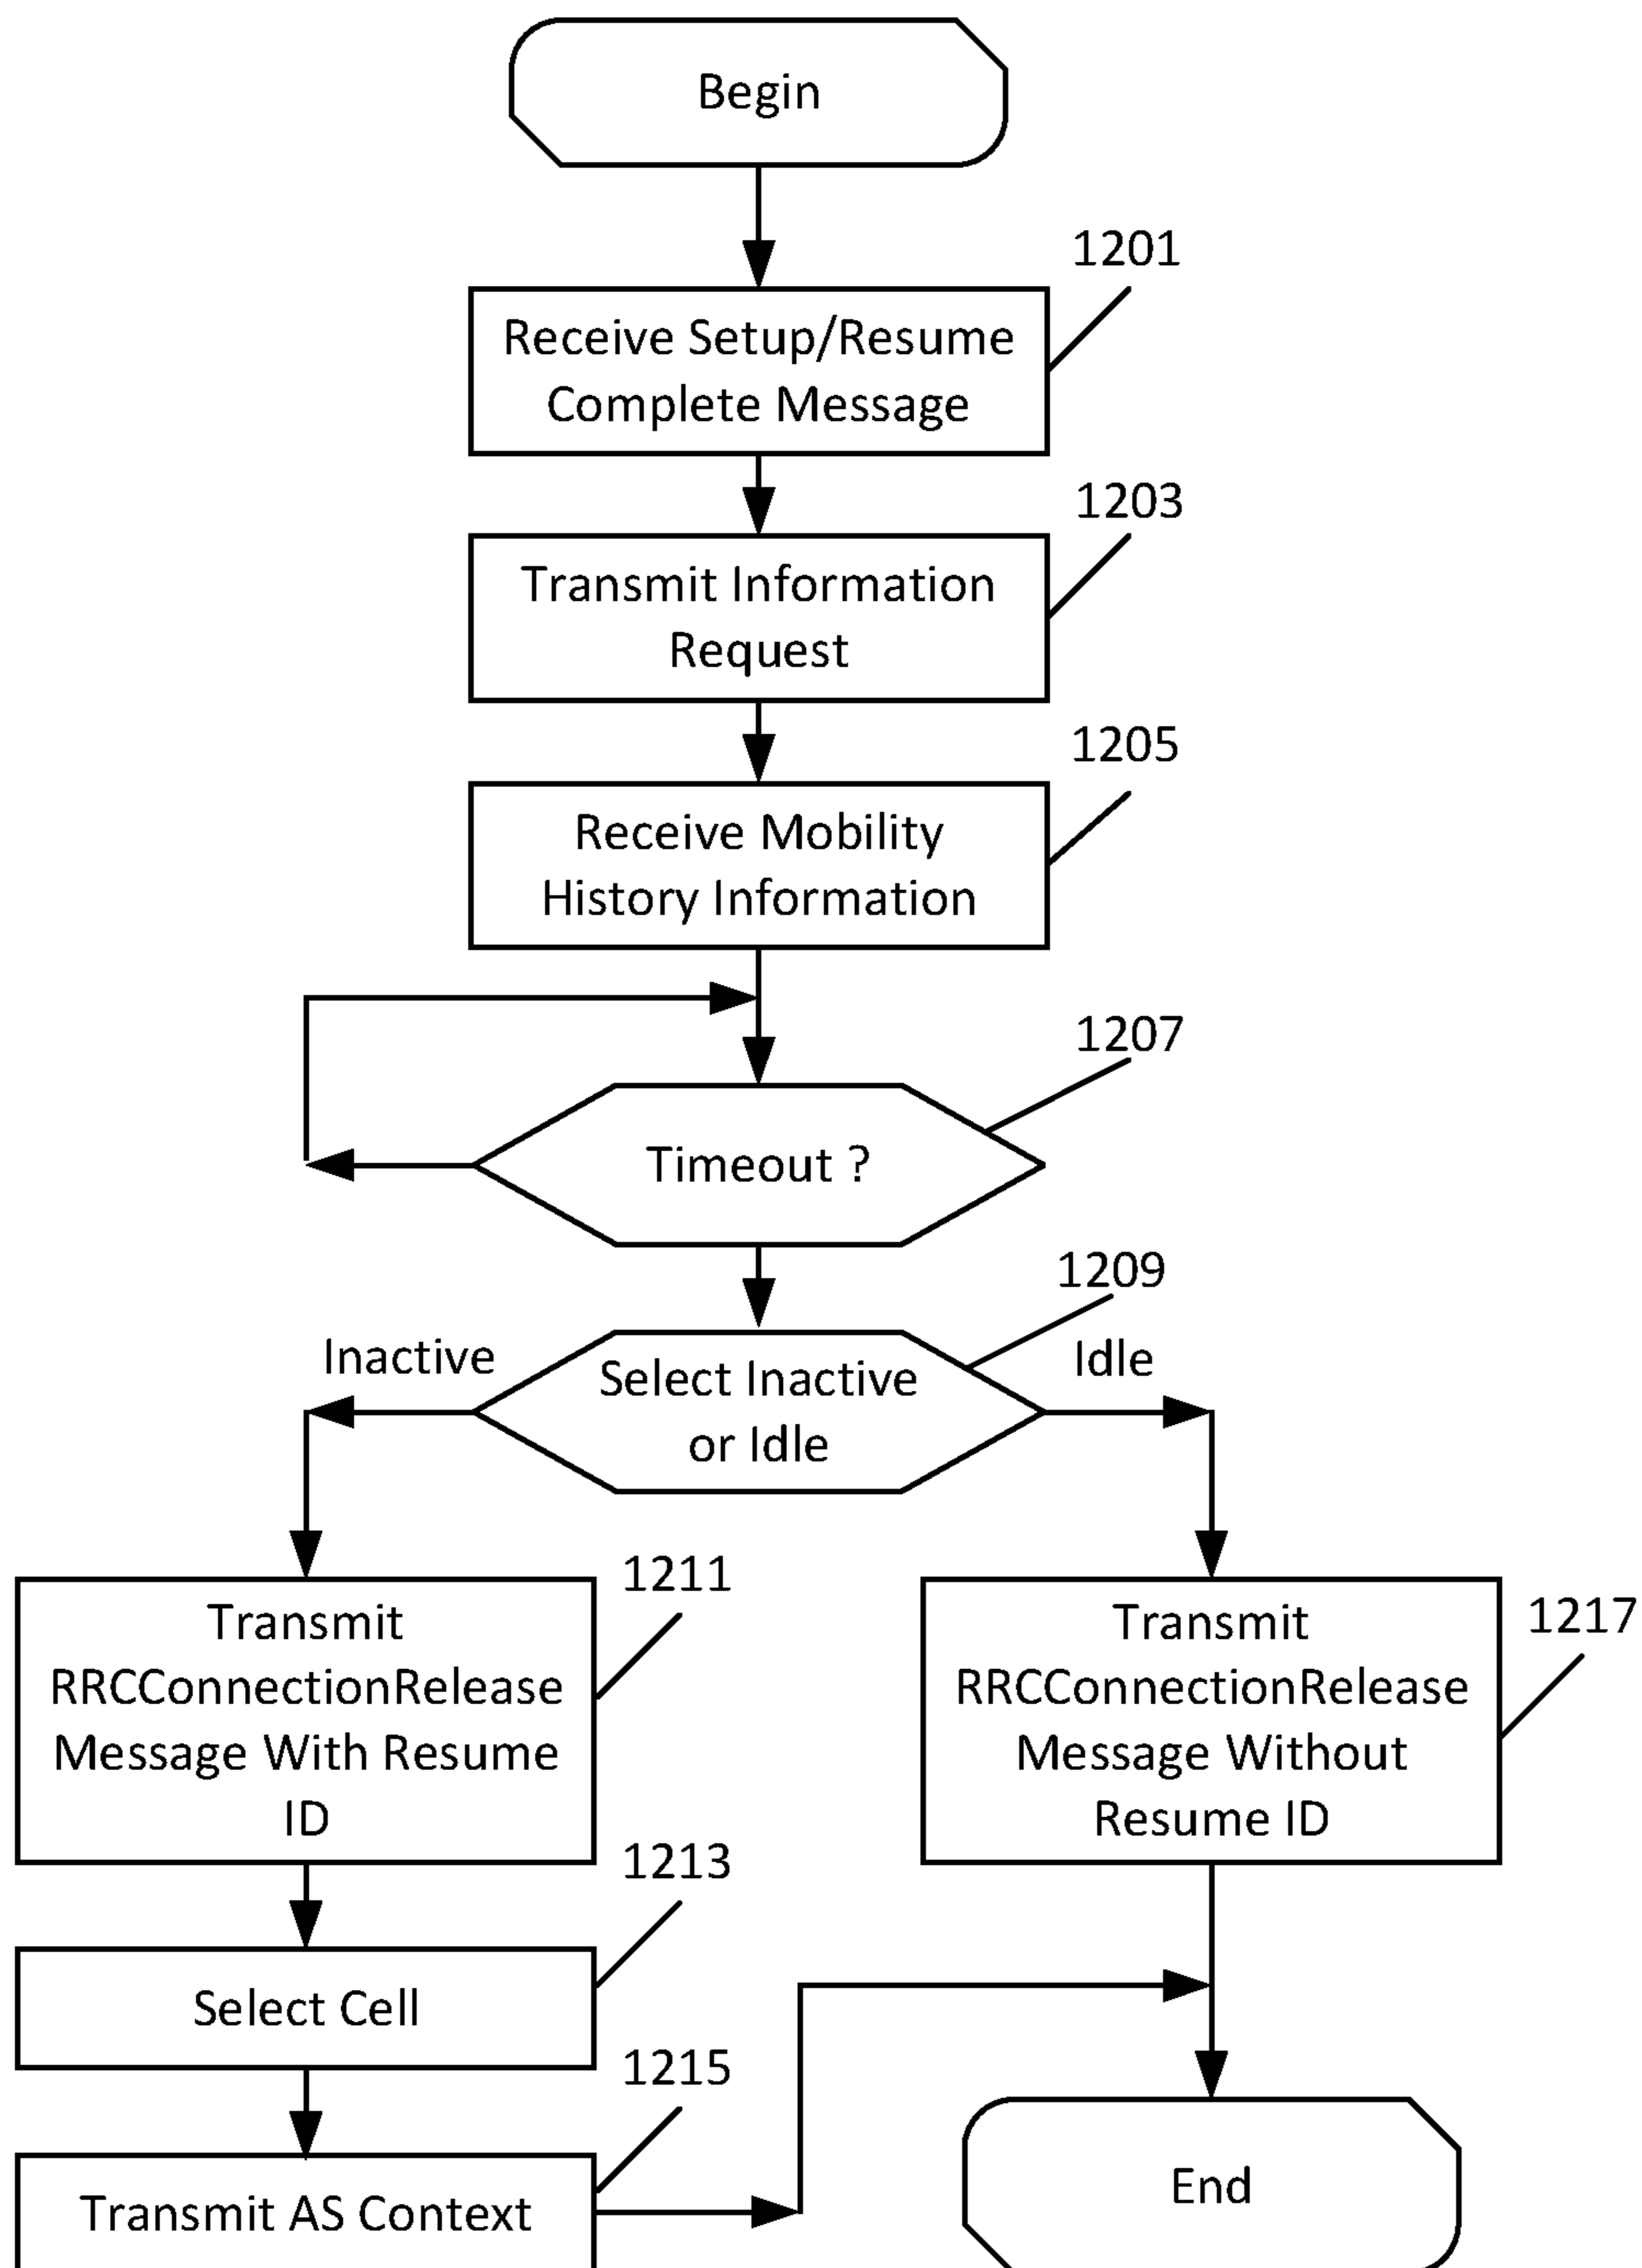 Begin
1201
Receive Setup/Resume
Complete Message
1203
Transmit Information
Request
1205
Receive Mobility
History Information
1207
Timeout ?
1209
Inactive
Select Inactive
or Idle
Idle
1211
Transmit
RRCConnectionRelease
Message With Resume
ID
1217
Transmit
RRCConnectionRelease
Message Without
Resume ID
1213
Select Cell
1215
Transmit AS Context
End